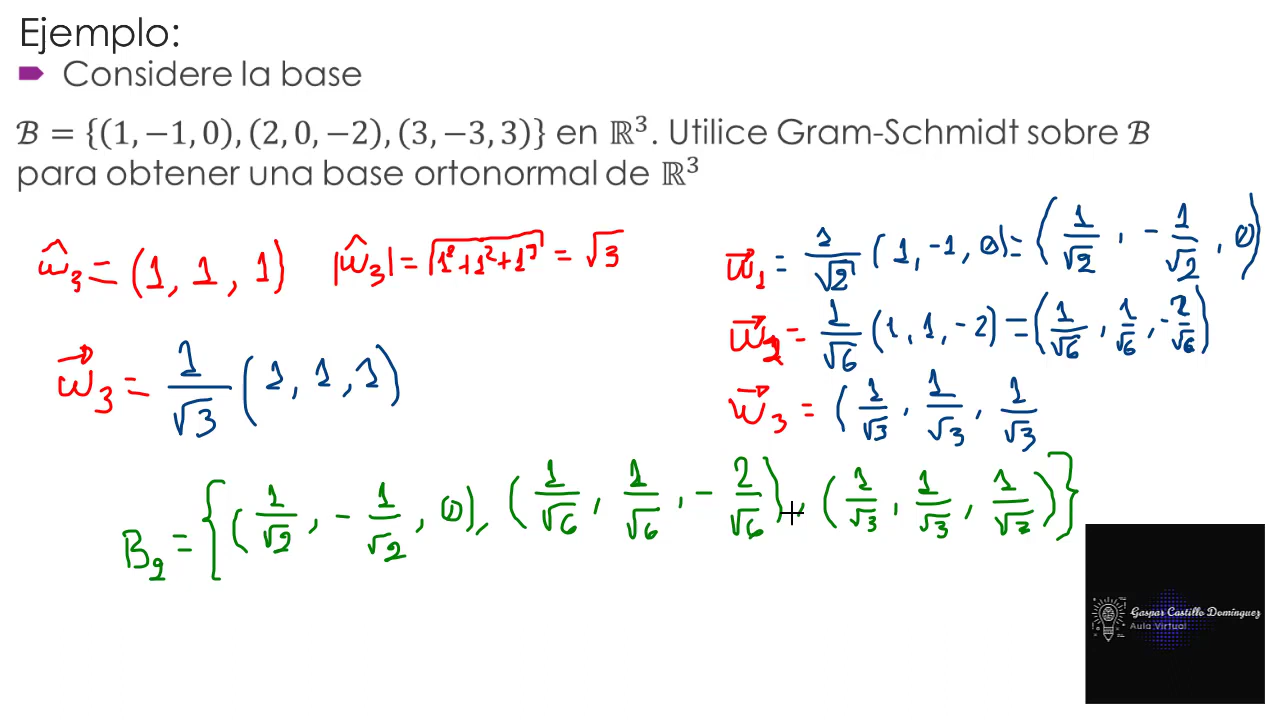 Ejemplo:
Considere la base
ℬ = {(1, −1, 0), (2, 0, −2), (3, −3, 3)} en ℝ³. Utilice Gram-Schmidt sobre ℬ
para obtener una base ortonormal de ℝ³
ŵ₃ = (1, 1, 1) |ŵ₃| = √(1² + 1² + 1²) = √3
w⃗₃ = 1/√3 (1, 1, 1)
w⃗₁ = 1/√2 (1, -1, 0) = (1/√2, -1/√2, 0)
w⃗₂ = 1/√6 (1, 1, -2) = (1/√6, 1/√6, -2/√6)
w⃗₃ = (1/√3, 1/√3, 1/√3
B₂ = {(1/√2, -1/√2, 0), (1/√6, 1/√6, -2/√6), (1/√3, 1/√3, 1/√3)}
Gaspar Castillo Domínguez
Aula Virtual